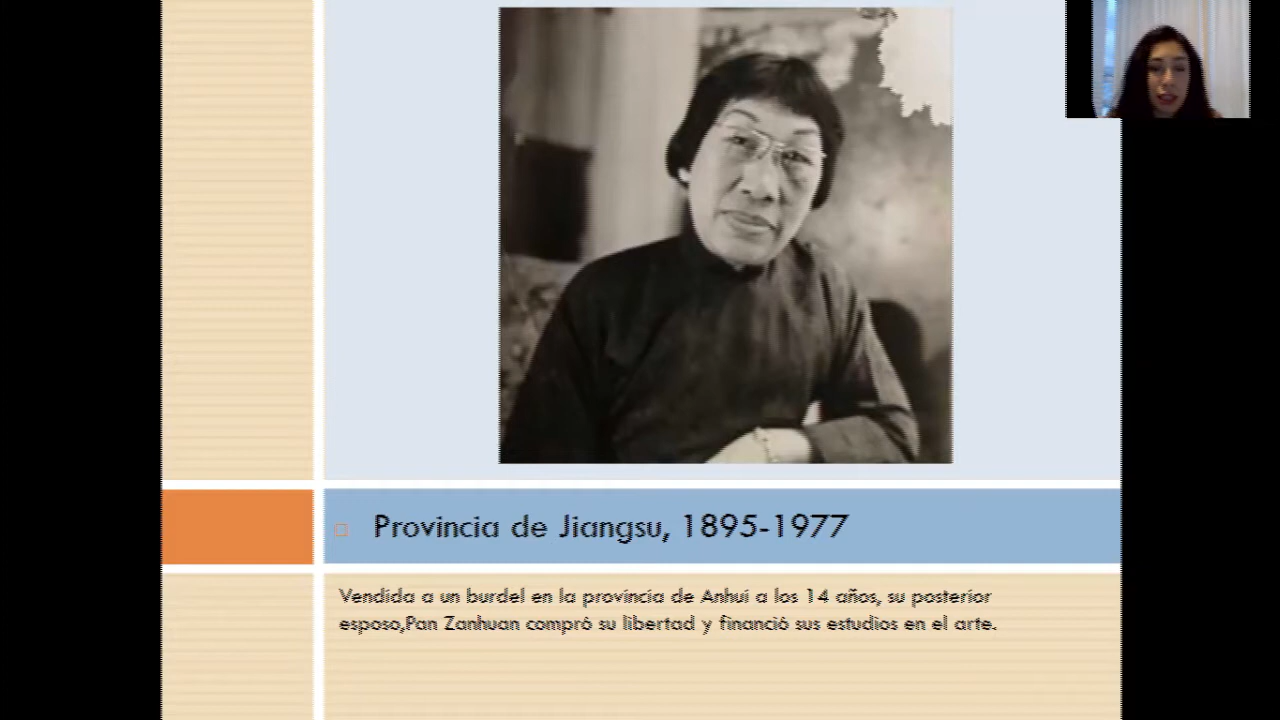 Provincia de Jiangsu, 1895-1977
Vendida a un burdel en la provincia de Anhui a los 14 años, su posterior
esposo,Pan Zanhuan compró su libertad y financió sus estudios en el arte.